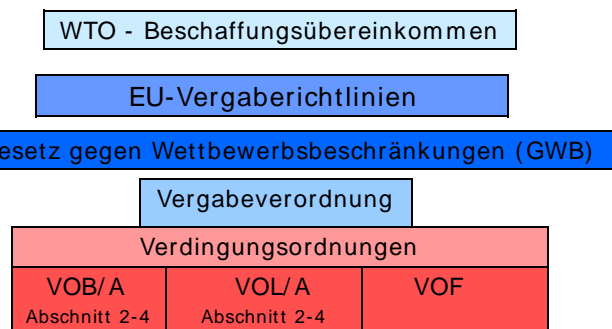 WTO - Beschaffungsübereinkommen
EU-Vergaberichtlinien
esetz gegen Wettbewerbsbeschränkungen (GWB)
Vergabeverordnung
Verdingungsordnungen
VOB/A VOL/A VOF
Abschnitt 2-4 Abschnitt 2-4